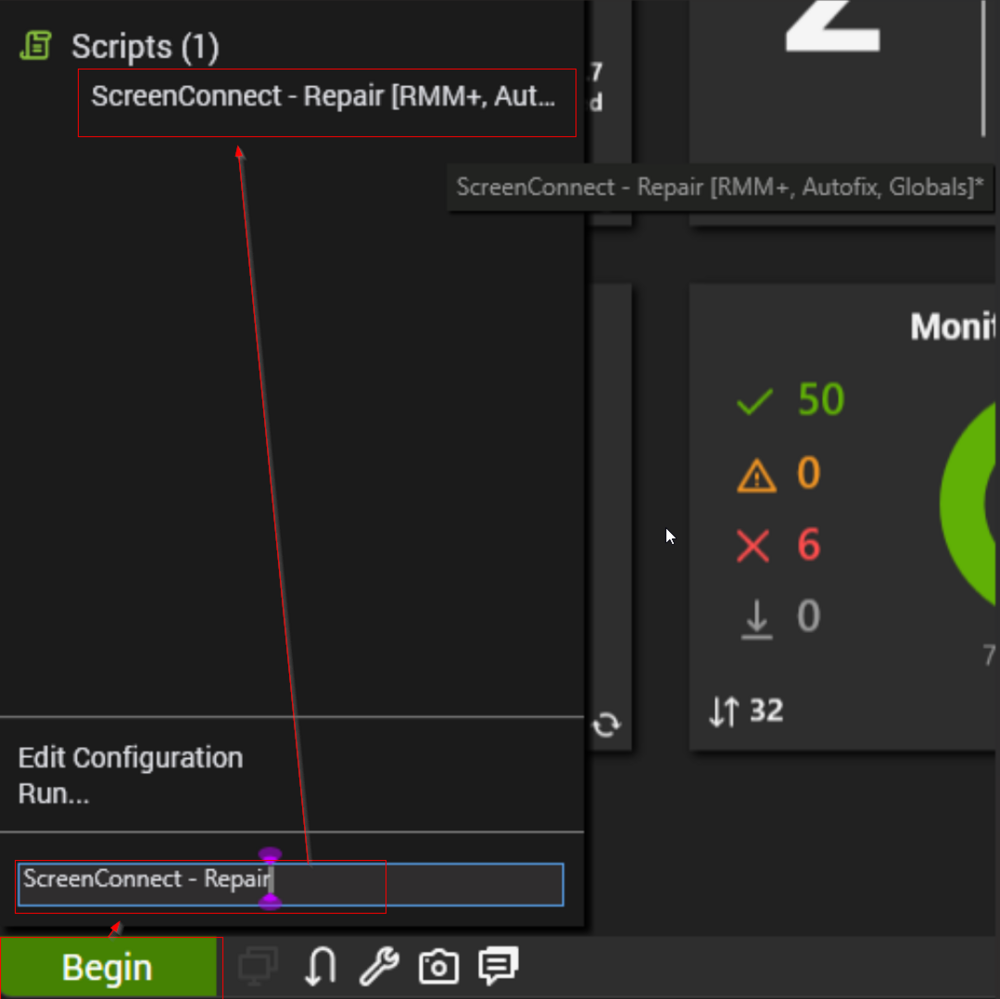 Scripts (1)
ScreenConnect - Repair [RMM+, Aut...
ScreenConnect - Repair [RMM+, Autofix, Globals]*
2
.7
d
Monit
50
0
6
0
7
32
Edit Configuration
Run...
ScreenConnect - Repair
Begin